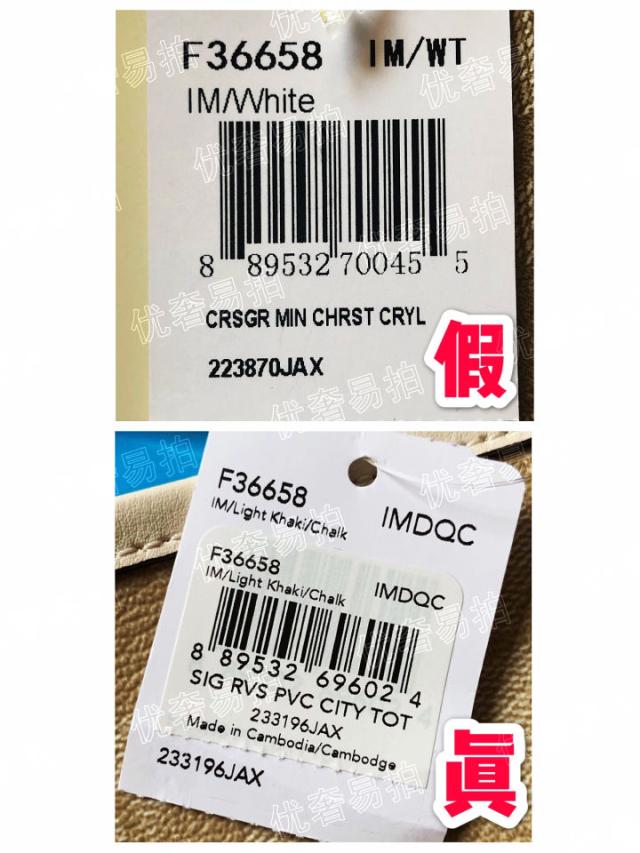 F36658 IM/WT
IM/White
8 89532 70045 5
CRSGR MIN CHRST CRYL
223870JAX
假
F36658
IM/Light Khaki/Chalk IMDQC
F36658
IM/Light Khaki/Chalk IMDQC
8 89532 69602 4
SIG RVS PVC CITY TOT
233196JAX
Made in Cambodia/Cambodge
233196JAX
真
优奢易拍